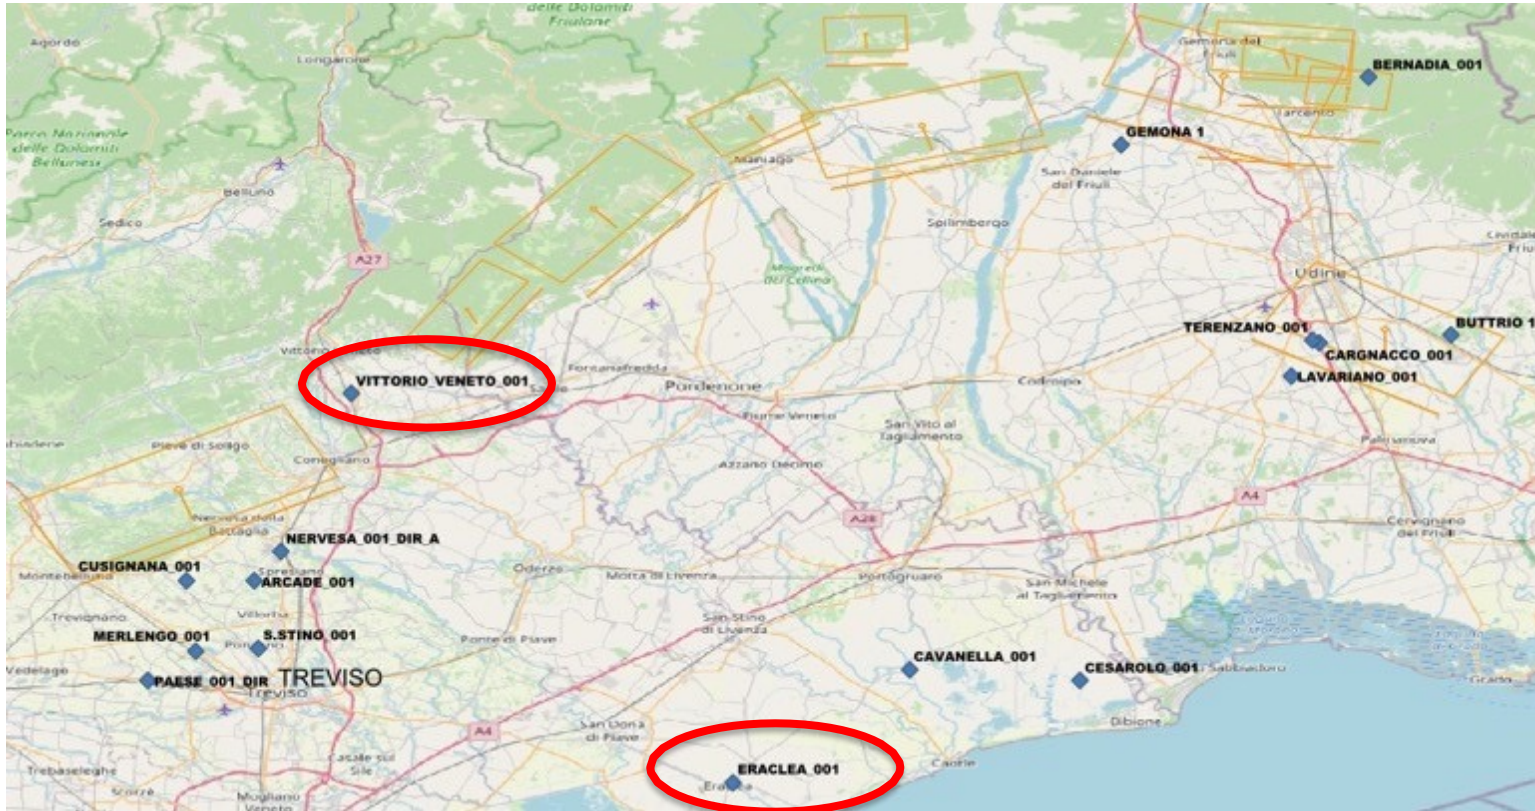 delle Dolomiti
Friulane
Agordo
Longarone
Gemona del
Friuli
BERNADIA_001
Tarcento
Parco Nazionale
delle Dolomiti
Bellunesi
GEMONA 1
Maniago
San Daniele
del Friuli
Belluno
Sedico
Spilimbergo
Cividale
Friu
A27
Magredi
del Cellina
Udine
TERENZANO_001
BUTTRIO 1
CARGNACCO_001
Vittorio Veneto
VITTORIO_VENETO_001
Fontanafredda
Pordenone
Codroipo
LAVARIANO_001
Fiume Veneto
San Vito al
Tagliamento
Palmanova
Pieve di Soligo
Conegliano
Azzano Decimo
A4
A28
Nervesa della
Battaglia
Cervignano
del Friuli
NERVESA_001_DIR_A
CUSIGNANA_001
Montebelluna
Spresiano
ARCADE_001
Oderzo
Motta di Livenza
Portogruaro
San Michele
al Tagliamento
Trevignano
Villorba
San Stino
di Livenza
MERLENGO_001
S.STINO_001
Ponte di Piave
Vedelago
CAVANELLA_001
CESAROLO_001
Grado
PAESE_001_DIR
TREVISO
Treviso
San Donà
di Piave
Bibione
A4
Casale sul
Sile
Caorle
ERACLEA_001
Eraclea
Trebaseleghe
Scorzè
Mogliano
Veneto